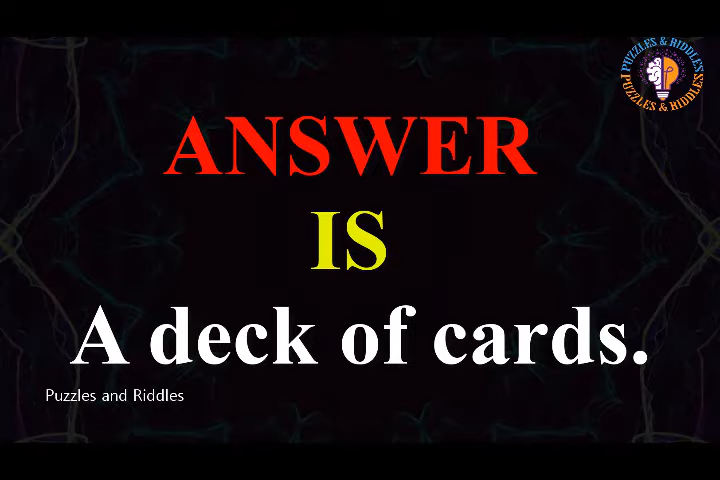 PUZZLES & RIDDLES
PUZZLES & RIDDLES
ANSWER
IS
A deck of cards.
Puzzles and Riddles